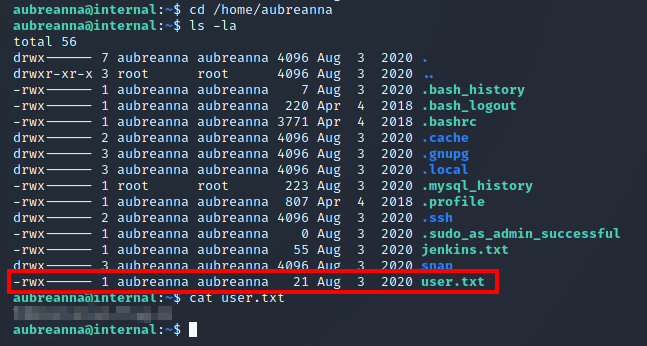 aubreanna@internal:~$ cd /home/aubreanna
aubreanna@internal:~$ ls -la
total 56
drwx------ 7 aubreanna aubreanna 4096 Aug  3  2020 .
drwxr-xr-x 3 root      root      4096 Aug  3  2020 ..
-rwx------ 1 aubreanna aubreanna    7 Aug  3  2020 .bash_history
-rwx------ 1 aubreanna aubreanna  220 Apr  4  2018 .bash_logout
-rwx------ 1 aubreanna aubreanna 3771 Apr  4  2018 .bashrc
drwx------ 2 aubreanna aubreanna 4096 Aug  3  2020 .cache
drwx------ 3 aubreanna aubreanna 4096 Aug  3  2020 .gnupg
drwx------ 3 aubreanna aubreanna 4096 Aug  3  2020 .local
-rwx------ 1 root      root       223 Aug  3  2020 .mysql_history
-rwx------ 1 aubreanna aubreanna  807 Apr  4  2018 .profile
drwx------ 2 aubreanna aubreanna 4096 Aug  3  2020 .ssh
-rwx------ 1 aubreanna aubreanna    0 Aug  3  2020 .sudo_as_admin_successful
-rwx------ 1 aubreanna aubreanna   55 Aug  3  2020 jenkins.txt
drwx------ 3 aubreanna aubreanna 4096 Aug  3  2020 snap
-rwx------ 1 aubreanna aubreanna   21 Aug  3  2020 user.txt
aubreanna@internal:~$ cat user.txt
aubreanna@internal:~$